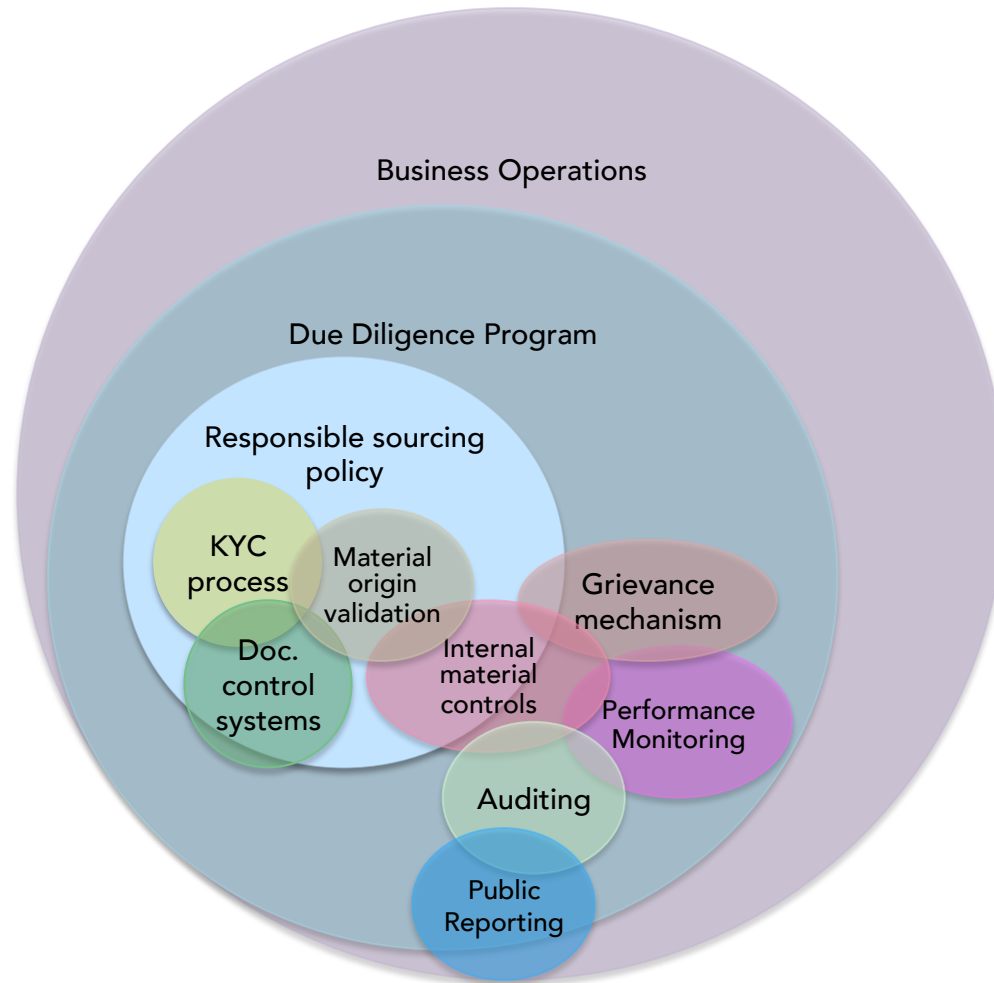 Business Operations
Due Diligence Program
Responsible sourcing
policy
KYC
process
Material
origin
validation
Grievance
mechanism
Doc.
control
systems
Internal
material
controls
Performance
Monitoring
Auditing
Public
Reporting